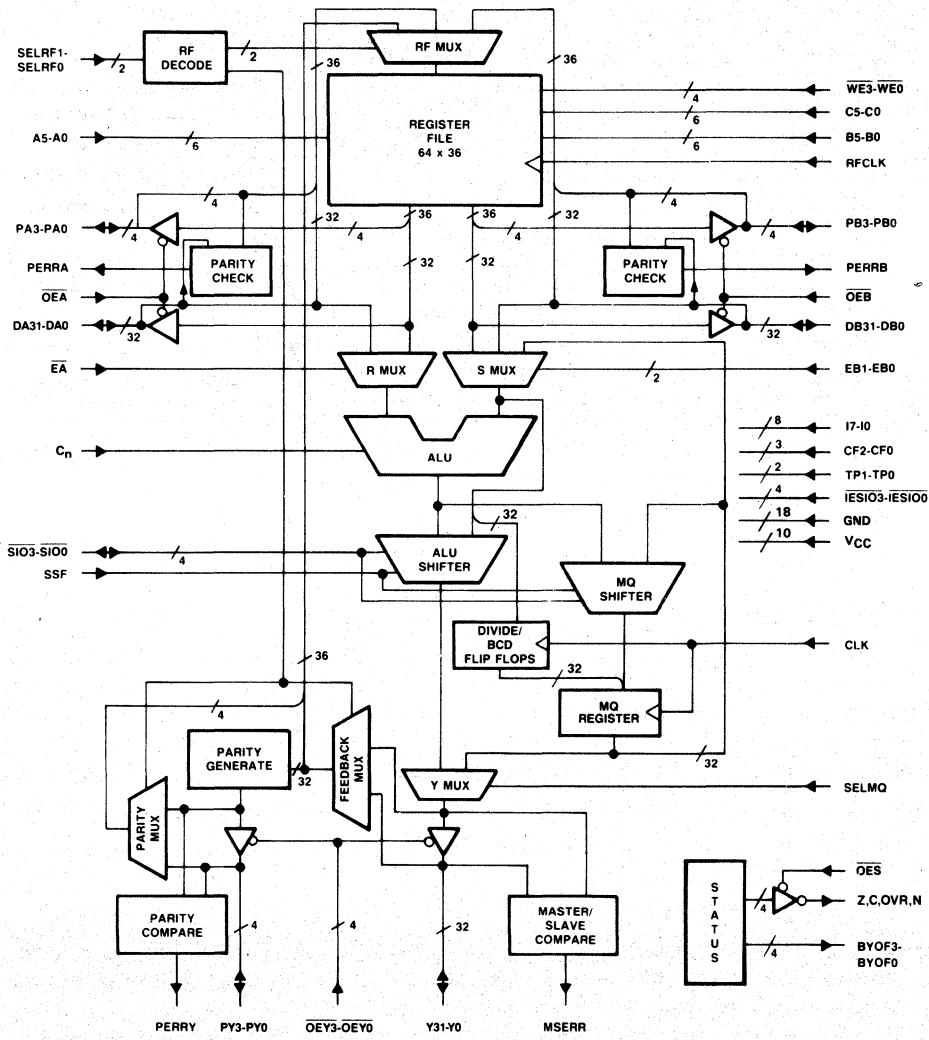 SELRF1-
SELRF0
2
RF
DECODE
2
RF MUX
36
36
REGISTER
FILE
64 x 36
A5-A0
6
WE3-WE0
4
C5-C0
6
B5-B0
6
RFCLK
4
4
32
36
36
32
PA3-PA0
4
4
4
4
PB3-PB0
PERRA
PARITY
CHECK
32
32
PARITY
CHECK
PERRB
OEA
OEB
DA31-DA0
32
32
DB31-DB0
EA
R MUX
S MUX
2
EB1-EB0
Cn
ALU
8
I7-I0
3
CF2-CF0
2
TP1-TP0
4
IESIO3-IESIO0
18
GND
10
VCC
32
SIO3-SIO0
4
SSF
ALU
SHIFTER
MQ
SHIFTER
DIVIDE/
BCD
FLIP FLOPS
CLK
36
32
4
MQ
REGISTER
PARITY
GENERATE
32
FEEDBACK
MUX
32
Y MUX
SELMQ
PARITY
MUX
PARITY
COMPARE
4
4
32
MASTER/
SLAVE
COMPARE
STATUS
OES
4
Z,C,OVR,N
4
BYOF3-
BYOF0
PERRY
PY3-PY0
OEY3-OEY0
Y31-Y0
MSERR